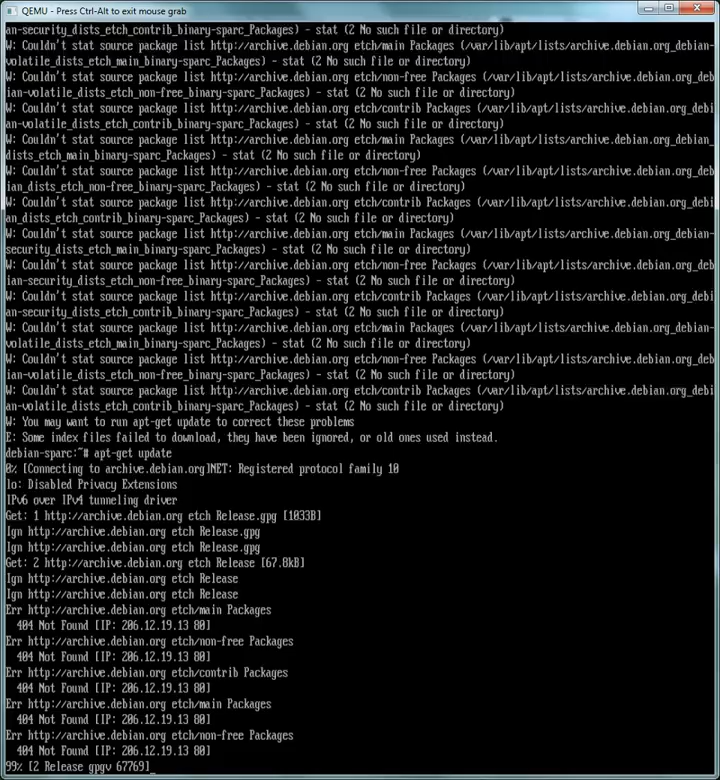 QEMU - Press Ctrl-Alt to exit mouse grab
an-security_dists_etch_contrib_binary-sparc_Packages) - stat (2 No such file or directory)
W: Couldn't stat source package list http://archive.debian.org etch/main Packages (/var/lib/apt/lists/archive.debian.org_debian-
volatile_dists_etch_main_binary-sparc_Packages) - stat (2 No such file or directory)
W: Couldn't stat source package list http://archive.debian.org etch/non-free Packages (/var/lib/apt/lists/archive.debian.org_deb
ian-volatile_dists_etch_non-free_binary-sparc_Packages) - stat (2 No such file or directory)
W: Couldn't stat source package list http://archive.debian.org etch/contrib Packages (/var/lib/apt/lists/archive.debian.org_debi
an-volatile_dists_etch_contrib_binary-sparc_Packages) - stat (2 No such file or directory)
W: Couldn't stat source package list http://archive.debian.org etch/main Packages (/var/lib/apt/lists/archive.debian.org_debian_
dists_etch_main_binary-sparc_Packages) - stat (2 No such file or directory)
W: Couldn't stat source package list http://archive.debian.org etch/non-free Packages (/var/lib/apt/lists/archive.debian.org_deb
ian_dists_etch_non-free_binary-sparc_Packages) - stat (2 No such file or directory)
W: Couldn't stat source package list http://archive.debian.org etch/contrib Packages (/var/lib/apt/lists/archive.debian.org_debi
an_dists_etch_contrib_binary-sparc_Packages) - stat (2 No such file or directory)
W: Couldn't stat source package list http://archive.debian.org etch/main Packages (/var/lib/apt/lists/archive.debian.org_debian-
security_dists_etch_main_binary-sparc_Packages) - stat (2 No such file or directory)
W: Couldn't stat source package list http://archive.debian.org etch/non-free Packages (/var/lib/apt/lists/archive.debian.org_deb
ian-security_dists_etch_non-free_binary-sparc_Packages) - stat (2 No such file or directory)
W: Couldn't stat source package list http://archive.debian.org etch/contrib Packages (/var/lib/apt/lists/archive.debian.org_debi
an-security_dists_etch_contrib_binary-sparc_Packages) - stat (2 No such file or directory)
W: Couldn't stat source package list http://archive.debian.org etch/main Packages (/var/lib/apt/lists/archive.debian.org_debian-
volatile_dists_etch_main_binary-sparc_Packages) - stat (2 No such file or directory)
W: Couldn't stat source package list http://archive.debian.org etch/non-free Packages (/var/lib/apt/lists/archive.debian.org_deb
ian-volatile_dists_etch_non-free_binary-sparc_Packages) - stat (2 No such file or directory)
W: Couldn't stat source package list http://archive.debian.org etch/contrib Packages (/var/lib/apt/lists/archive.debian.org_debi
an-volatile_dists_etch_contrib_binary-sparc_Packages) - stat (2 No such file or directory)
W: You may want to run apt-get update to correct these problems
E: Some index files failed to download, they have been ignored, or old ones used instead.
debian-sparc:~# apt-get update
0% [Connecting to archive.debian.org]NET: Registered protocol family 10
lo: Disabled Privacy Extensions
IPv6 over IPv4 tunneling driver
Get: 1 http://archive.debian.org etch Release.gpg [1033B]
Ign http://archive.debian.org etch Release.gpg
Ign http://archive.debian.org etch Release.gpg
Get: 2 http://archive.debian.org etch Release [67.8kB]
Ign http://archive.debian.org etch Release
Ign http://archive.debian.org etch Release
Err http://archive.debian.org etch/main Packages
404 Not Found [IP: 206.12.19.13 80]
Err http://archive.debian.org etch/non-free Packages
404 Not Found [IP: 206.12.19.13 80]
Err http://archive.debian.org etch/contrib Packages
404 Not Found [IP: 206.12.19.13 80]
Err http://archive.debian.org etch/main Packages
404 Not Found [IP: 206.12.19.13 80]
Err http://archive.debian.org etch/non-free Packages
404 Not Found [IP: 206.12.19.13 80]
99% [2 Release gpgv 67769]_